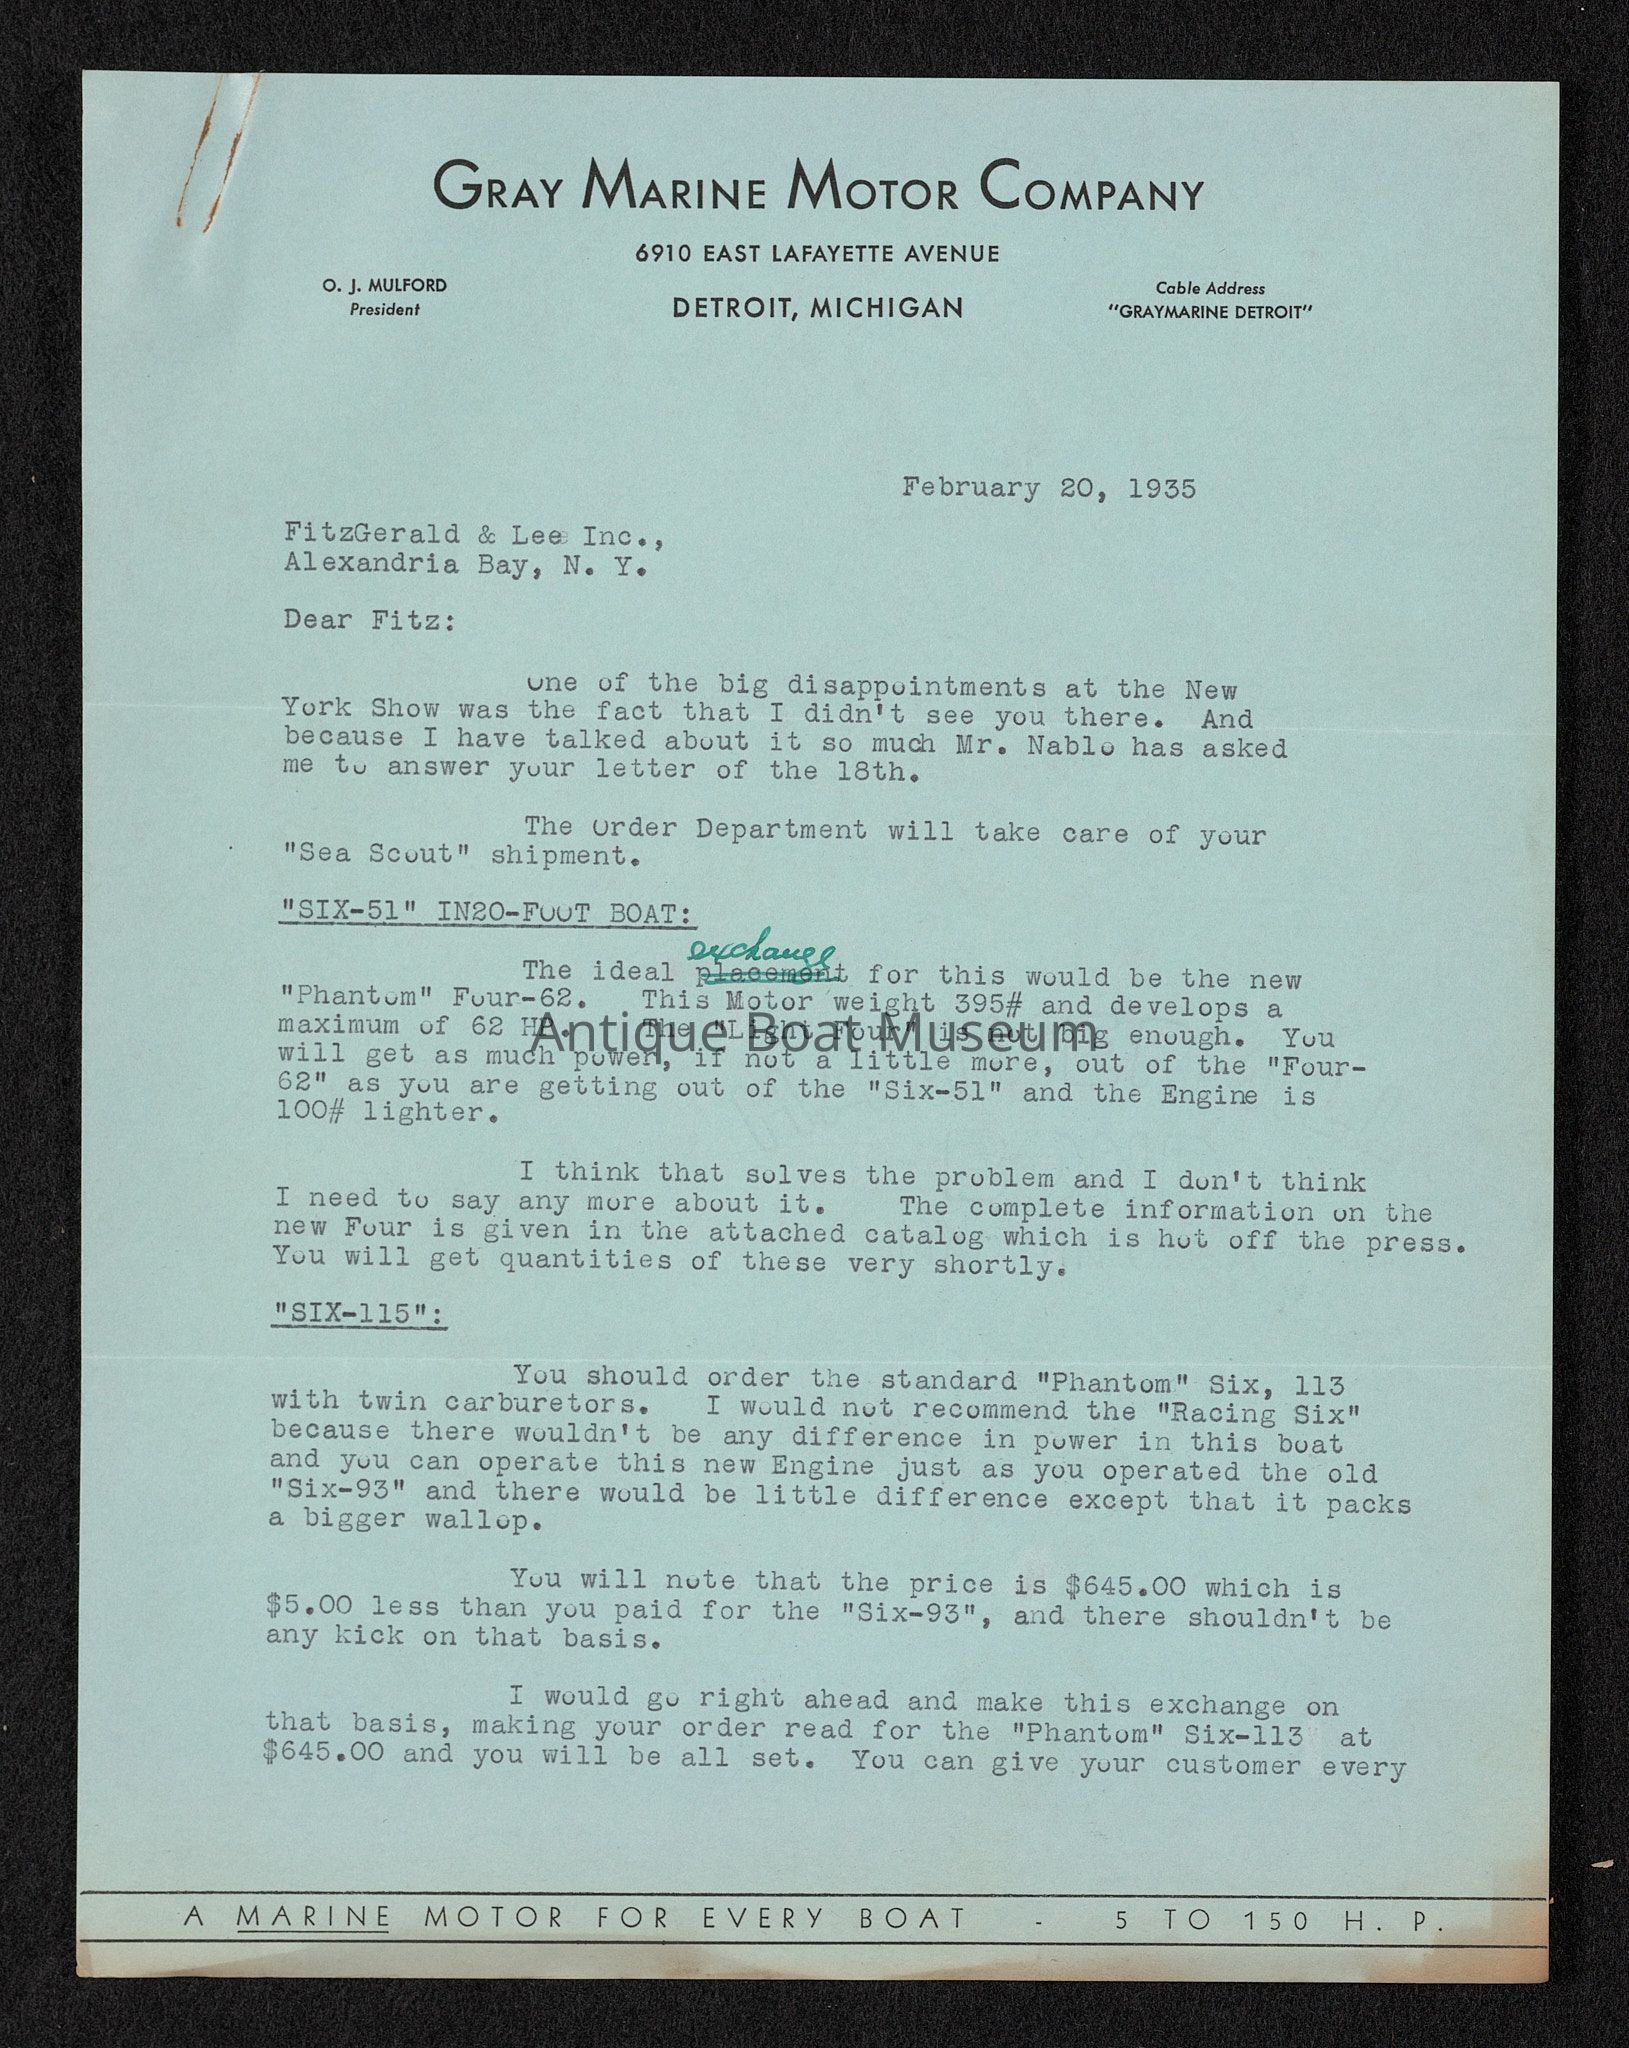 GRAY MARINE MOTOR COMPANY
6910 EAST LAFAYETTE AVENUE
O. J. MULFORD
President
DETROIT, MICHIGAN
Cable Address
"GRAYMARINE DETROIT"
February 20, 1935
FitzGerald & Lee Inc.,
Alexandria Bay, N. Y.
Dear Fitz:
One of the big disappointments at the New
York Show was the fact that I didn't see you there. And
because I have talked about it so much Mr. Nablo has asked
me to answer your letter of the 18th.
The Order Department will take care of your
"Sea Scout" shipment.
"SIX-51" IN20-FOOT BOAT:
exchange
The ideal placement for this would be the new
"Phantom" Four-62. This Motor weight 395# and develops a
maximum of 62 HP. The "Light Four" is not big enough. You
Antique Boat Museum
will get as much power, if not a little more, out of the "Four-
62" as you are getting out of the "Six-51" and the Engine is
100# lighter.
I think that solves the problem and I don't think
I need to say any more about it. The complete information on the
new Four is given in the attached catalog which is hot off the press.
You will get quantities of these very shortly.
"SIX-115":
You should order the standard "Phantom" Six, 113
with twin carburetors. I would not recommend the "Racing Six"
because there wouldn't be any difference in power in this boat
and you can operate this new Engine just as you operated the old
"Six-93" and there would be little difference except that it packs
a bigger wallop.
You will note that the price is $645.00 which is
$5.00 less than you paid for the "Six-93", and there shouldn't be
any kick on that basis.
I would go right ahead and make this exchange on
that basis, making your order read for the "Phantom" Six-113 at
$645.00 and you will be all set. You can give your customer every
A MARINE MOTOR FOR EVERY BOAT - 5 TO 150 H. P.